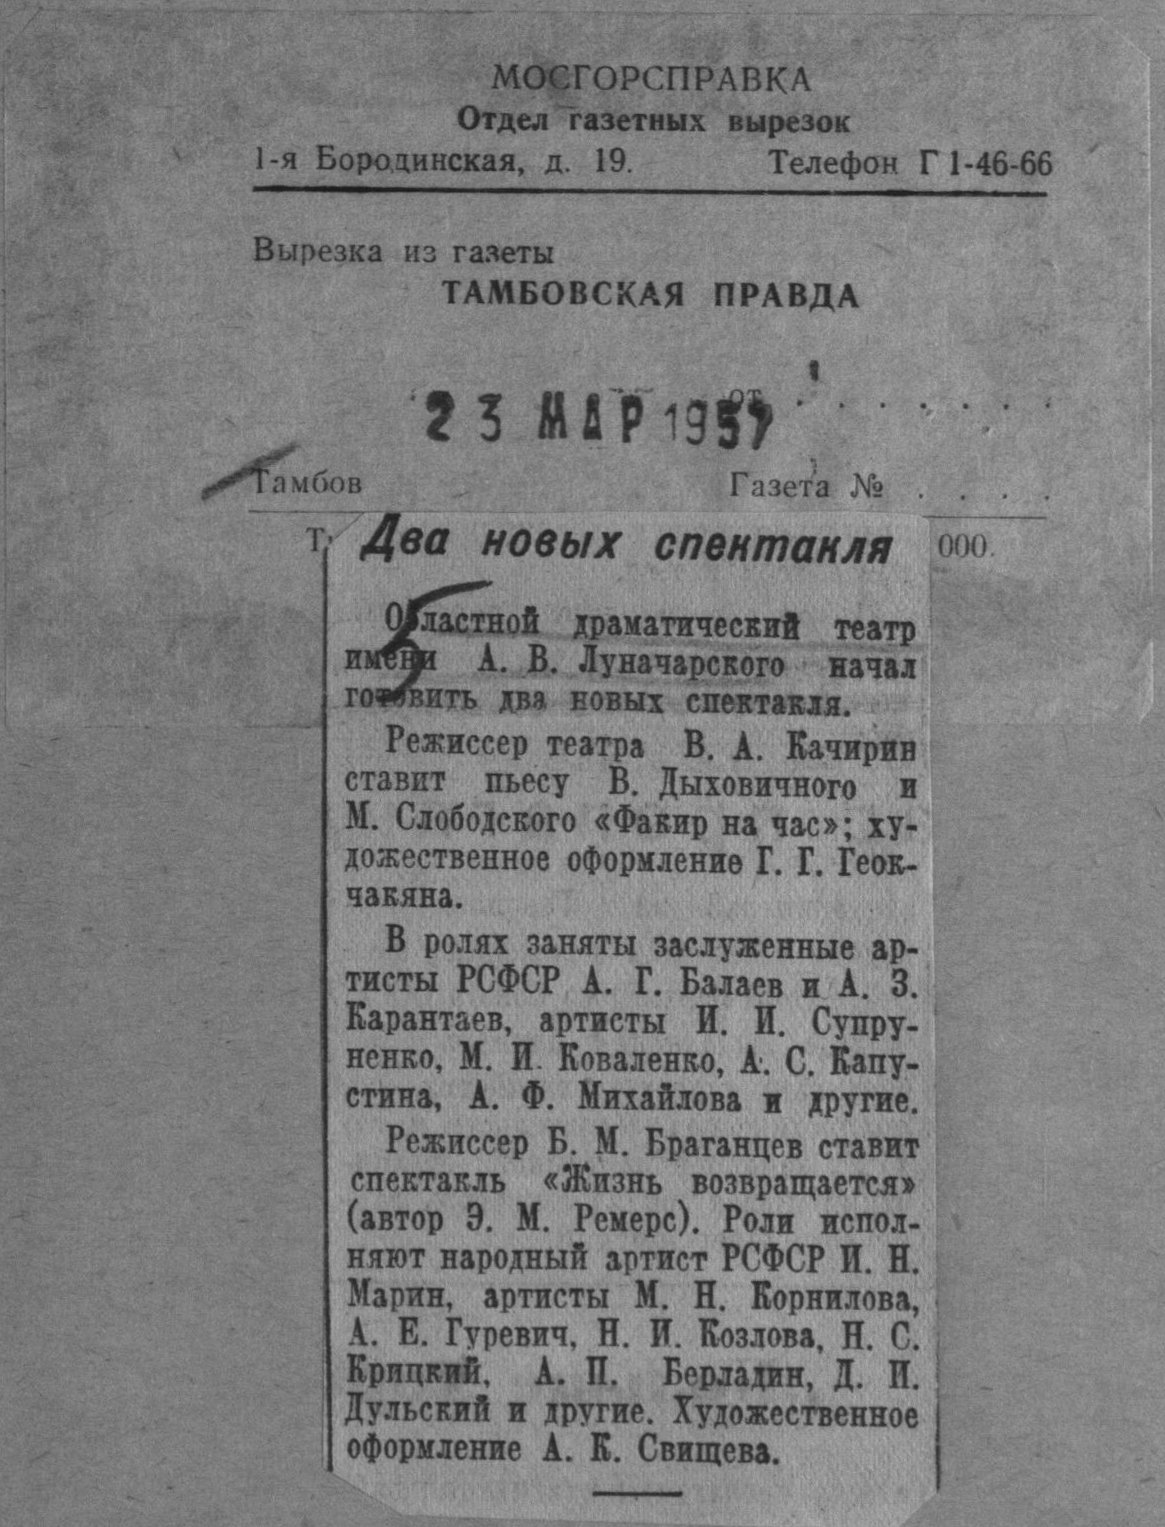 МОСГОРСПРАВКА
Отдел газетных вырезок
1-я Бородинская, д. 19. Телефон Г 1-46-66
Вырезка из газеты
ТАМБОВСКАЯ ПРАВДА
от . . . . . . .
23 МАР 1957
Тамбов Газета № . . . .
Т 000.
Два новых спектакля
Областной драматический театр
имени А. В. Луначарского начал
готовить два новых спектакля.
Режиссер театра В. А. Качирин
ставит пьесу В. Дыховичного и
М. Слободского «Факир на час»; ху-
дожественное оформление Г. Г. Геок-
чакяна.
В ролях заняты заслуженные ар-
тисты РСФСР А. Г. Балаев и А. З.
Карантаев, артисты И. И. Супру-
ненко, М. И. Коваленко, А. С. Капу-
стина, А. Ф. Михайлова и другие.
Режиссер Б. М. Браганцев ставит
спектакль «Жизнь возвращается»
(автор Э. М. Ремерс). Роли испол-
няют народный артист РСФСР И. Н.
Марин, артисты М. Н. Корнилова,
А. Е. Гуревич, Н. И. Козлова, Н. С.
Крицкий, А. П. Берладин, Д. И.
Дульский и другие. Художественное
оформление А. К. Свищева.